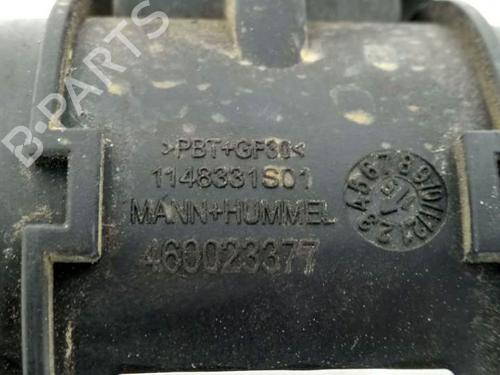 B-PARTS
>PBT+GF30<
1148331S01
MANN+HUMMEL
460023377